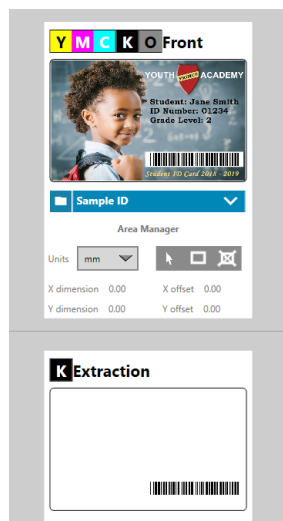 Y M C K O Front
YOUTH ACADEMY
Student: Jane Smith
ID Number: 01234
Grade Level: 2
Student ID Card 2018 - 2019
Sample ID
Area Manager
Units mm
X dimension 0.00 X offset 0.00
Y dimension 0.00 Y offset 0.00
K Extraction